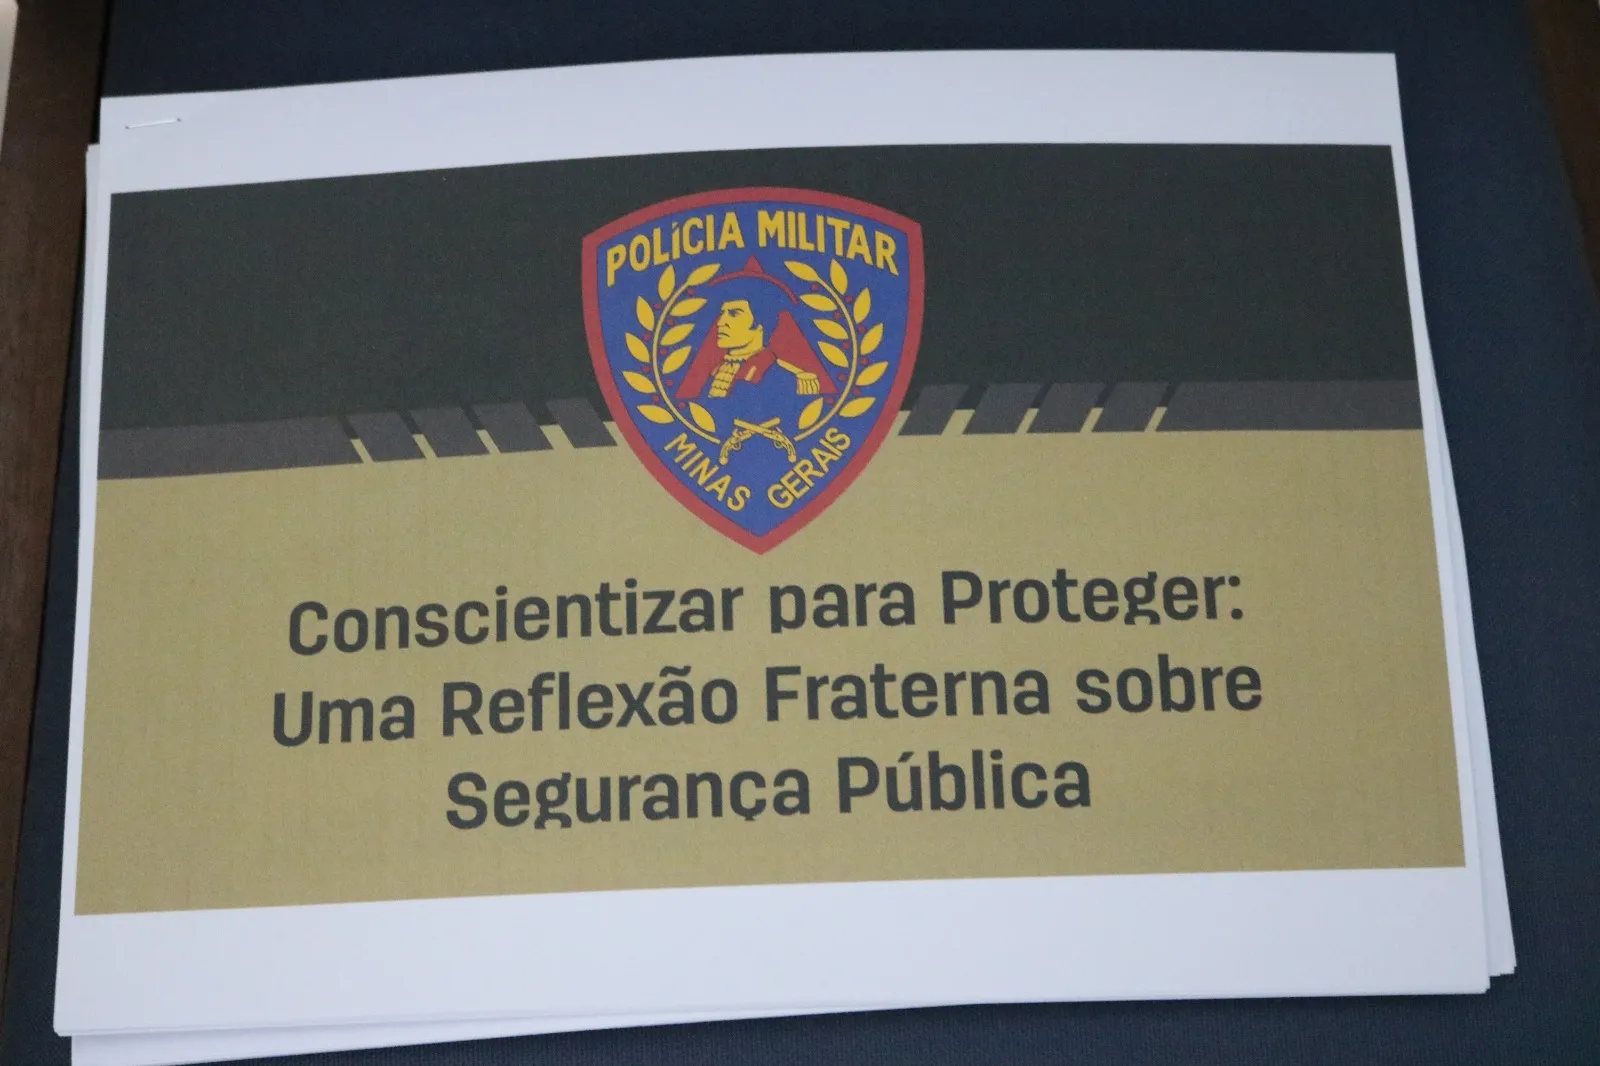 POLÍCIA MILITAR
MINAS GERAIS
Conscientizar para Proteger:
Uma Reflexão Fraterna sobre
Segurança Pública